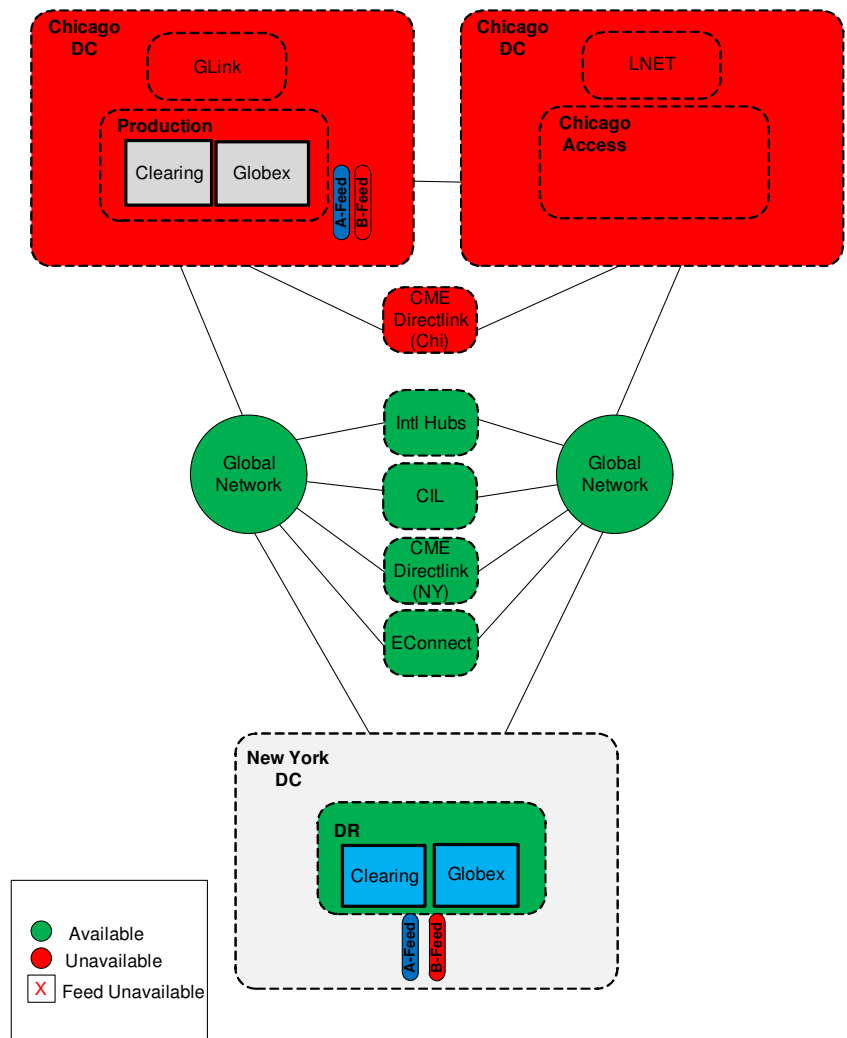 Chicago
DC
GLink
Production
Clearing
Globex
A-Feed
B-Feed
Chicago
DC
LNET
Chicago
Access
CME
Directlink
(Chi)
Global
Network
Intl Hubs
CIL
CME
Directlink
(NY)
EConnect
Global
Network
New York
DC
DR
Clearing
Globex
A-Feed
B-Feed
Available
Unavailable
X Feed Unavailable